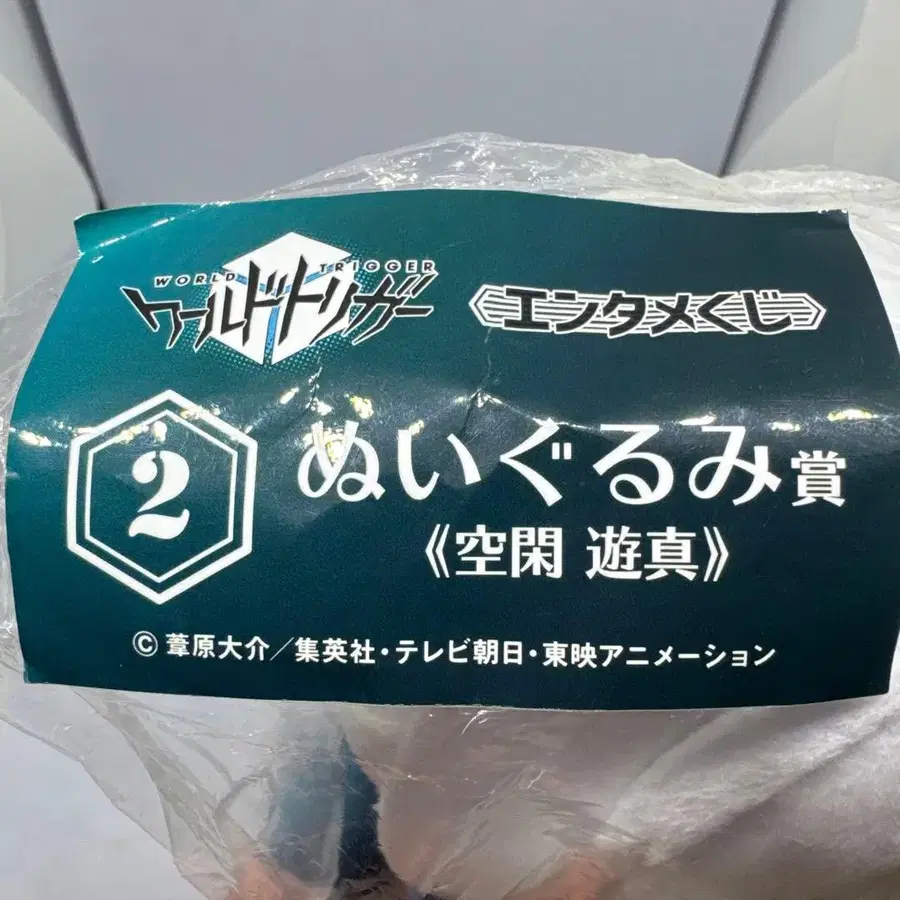 WORLD TRIGGER
ワールドトリガー
エンタメくじ
2
ぬいぐるみ賞
《空閑 遊真》
© 葦原大介／集英社・テレビ朝日・東映アニメーション